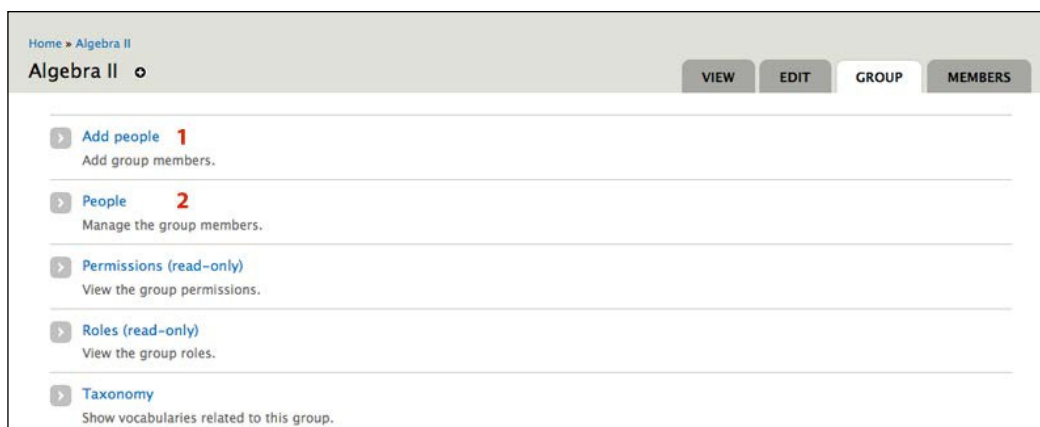 Home » Algebra II
Algebra II
VIEW EDIT GROUP MEMBERS
Add people 1
Add group members.
People 2
Manage the group members.
Permissions (read-only)
View the group permissions.
Roles (read-only)
View the group roles.
Taxonomy
Show vocabularies related to this group.